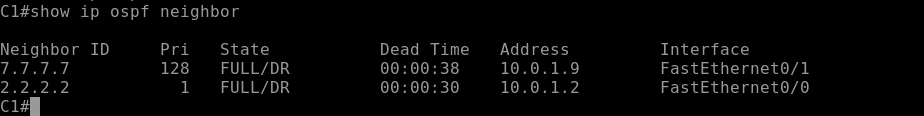 C1#show ip ospf neighbor
Neighbor ID     Pri   State           Dead Time   Address         Interface
7.7.7.7         128   FULL/DR         00:00:38    10.0.1.9        FastEthernet0/1
2.2.2.2           1   FULL/DR         00:00:30    10.0.1.2        FastEthernet0/0
C1#